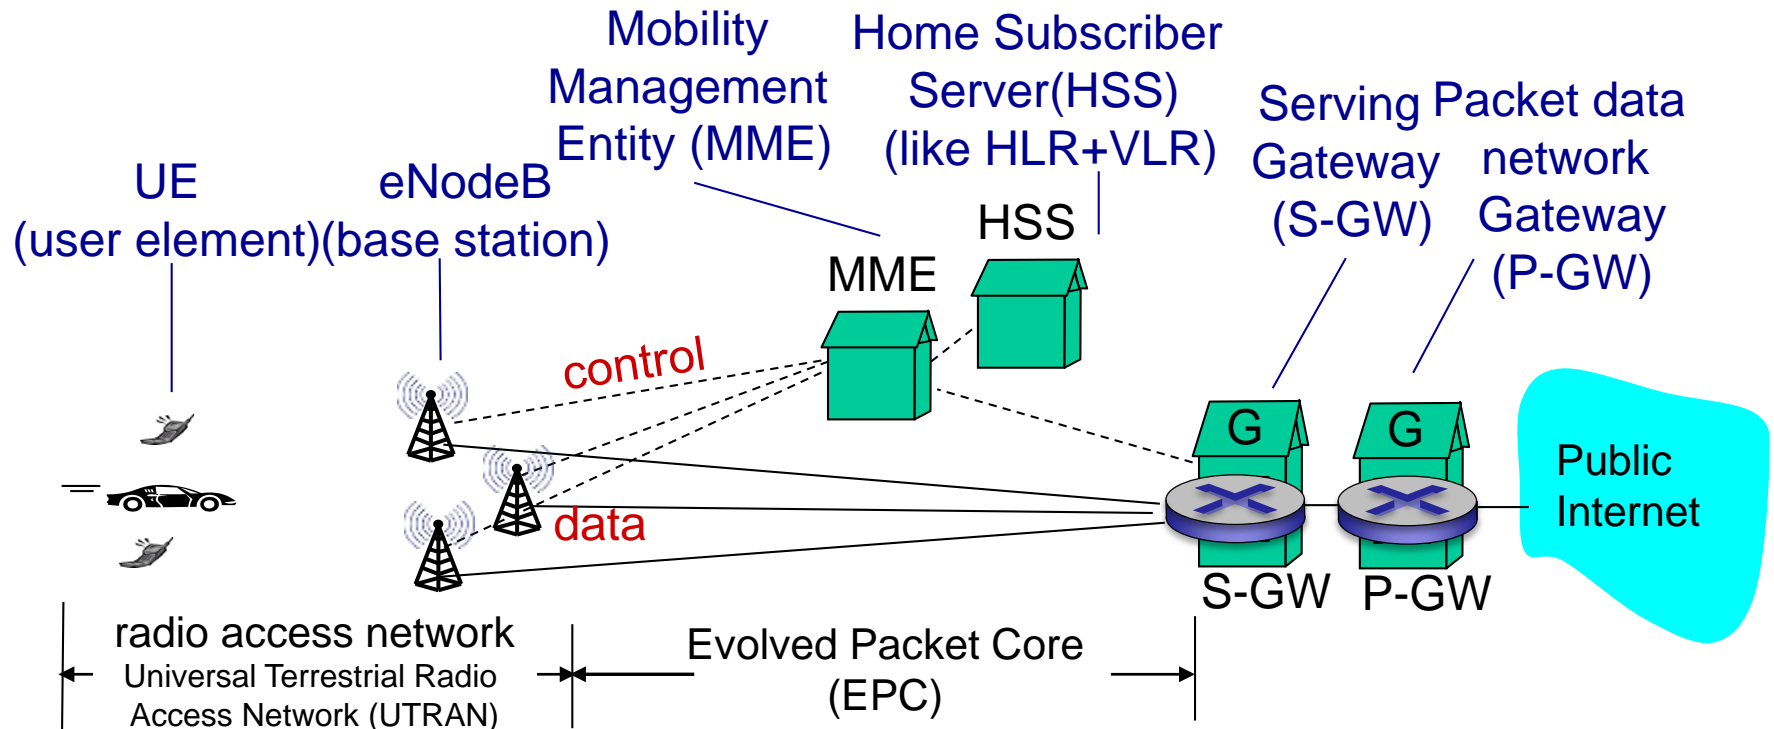 Mobility
Management
Entity (MME)
Home Subscriber
Server(HSS)
(like HLR+VLR)
Serving
Gateway
(S-GW)
Packet data
network
Gateway
(P-GW)
UE
(user element)
eNodeB
(base station)
HSS
MME
control
data
G
G
S-GW
P-GW
Public
Internet
radio access network
Universal Terrestrial Radio
Access Network (UTRAN)
Evolved Packet Core
(EPC)